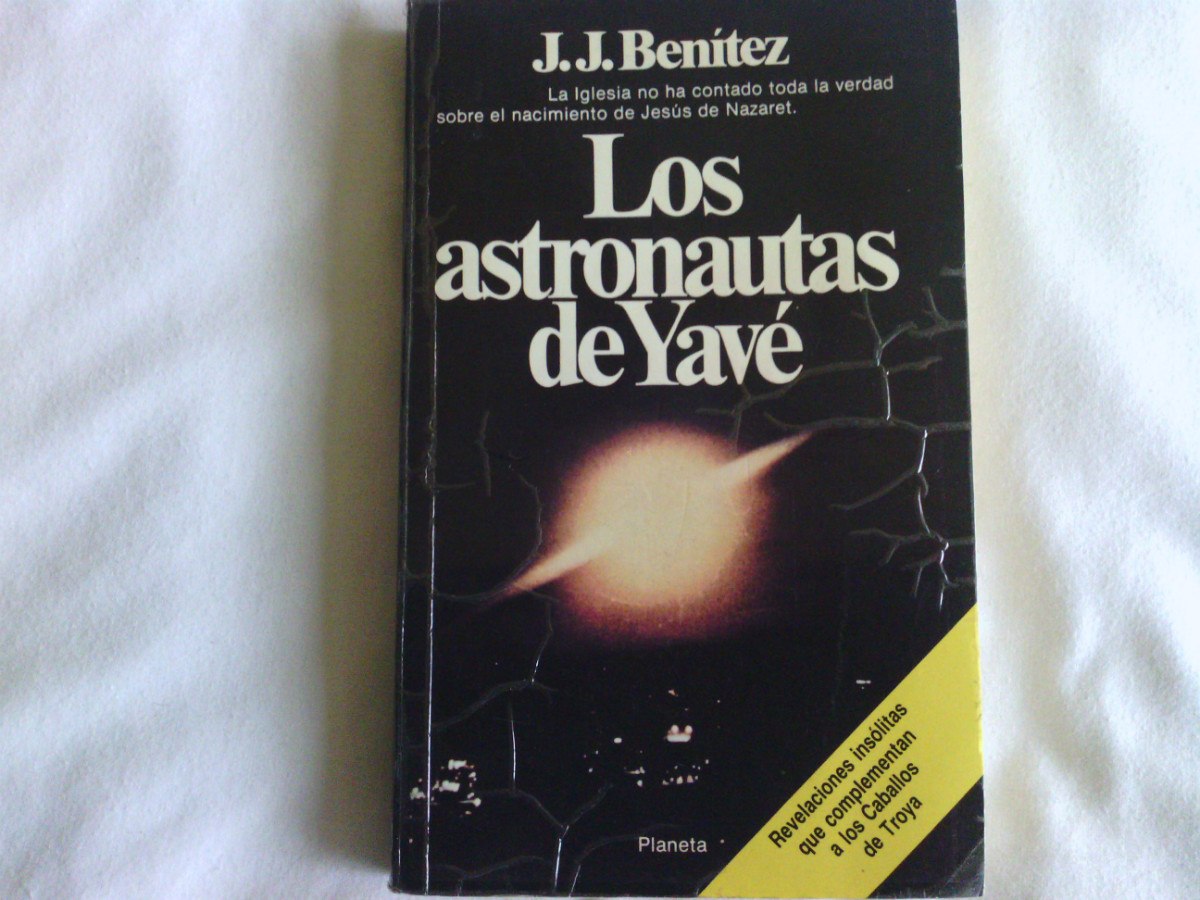 J. J. Benítez
La Iglesia no ha contado toda la verdad
sobre el nacimiento de Jesús de Nazaret.
Los
astronautas
de Yavé
Revelaciones insólitas
que complementan
a los Caballos
de Troya
Planeta